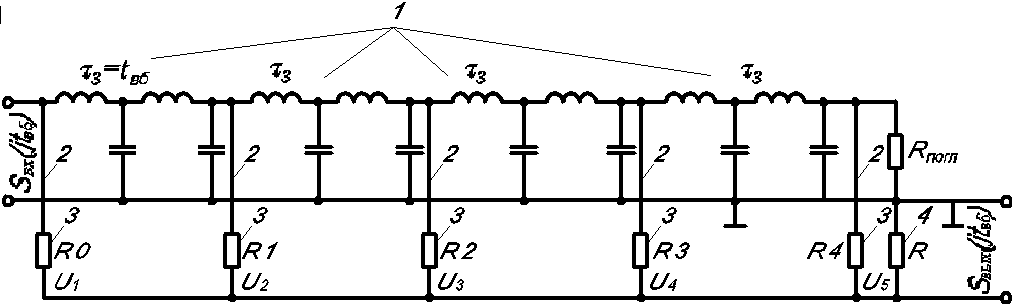 1
τз=tвб τз τз τз
Sвх(jtвб) 2 2 2 2 2 Rпогл
3 3 3 3 3 4
R0 R1 R2 R3 R4 R
U1 U2 U3 U4 U5
Sвых(jtвб)